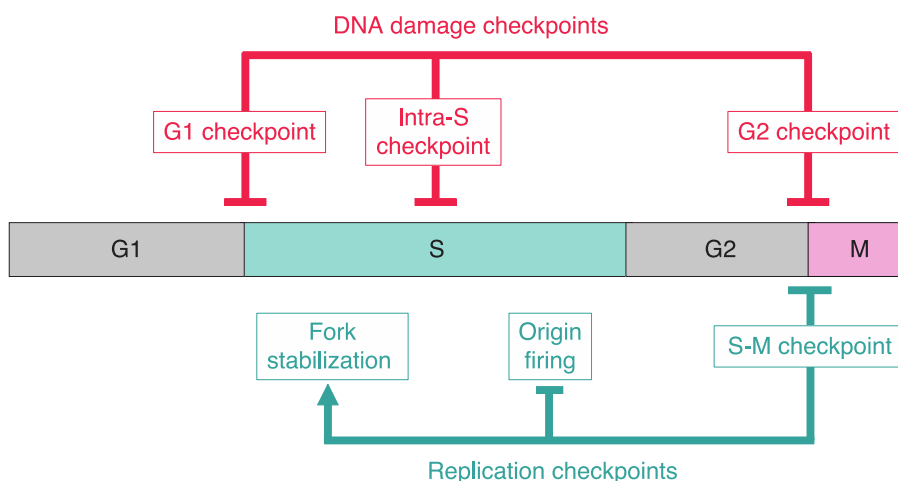 DNA damage checkpoints
G1 checkpoint
Intra-S
checkpoint
G2 checkpoint
G1
S
G2
M
Fork
stabilization
Origin
firing
S-M checkpoint
Replication checkpoints